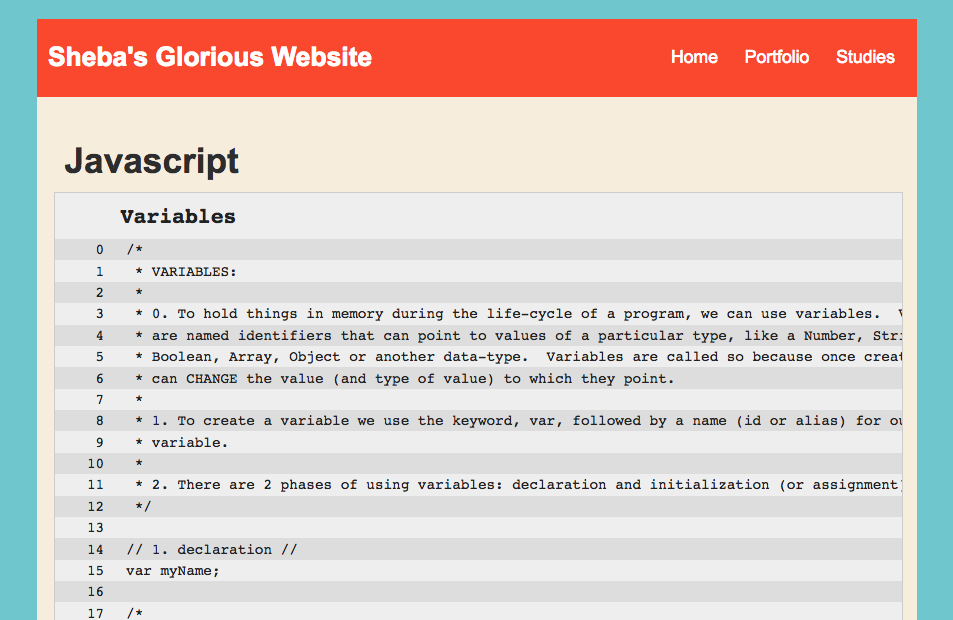 Sheba's Glorious Website Home Portfolio Studies
Javascript
Variables
0 /*
1 * VARIABLES:
2 *
3 * 0. To hold things in memory during the life-cycle of a program, we can use variables.
4 * are named identifiers that can point to values of a particular type, like a Number,
5 * Boolean, Array, Object or another data-type. Variables are called so because once
6 * can CHANGE the value (and type of value) to which they point.
7 *
8 * 1. To create a variable we use the keyword, var, followed by a name (id or alias) for
9 * variable.
10 *
11 * 2. There are 2 phases of using variables: declaration and initialization (or assignment)
12 */
13
14 // 1. declaration //
15 var myName;
16
17 /*